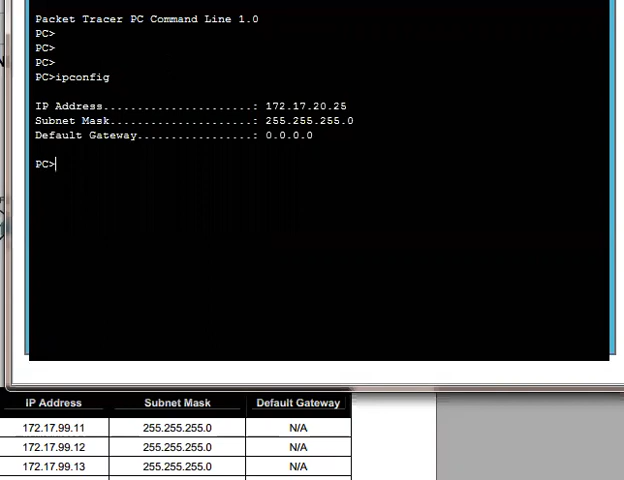 Packet Tracer PC Command Line 1.0
PC>
PC>
PC>
PC>ipconfig
IP Address......................: 172.17.20.25
Subnet Mask.....................: 255.255.255.0
Default Gateway.................: 0.0.0.0
PC>
IP Address Subnet Mask Default Gateway
172.17.99.11 255.255.255.0 N/A
172.17.99.12 255.255.255.0 N/A
172.17.99.13 255.255.255.0 N/A